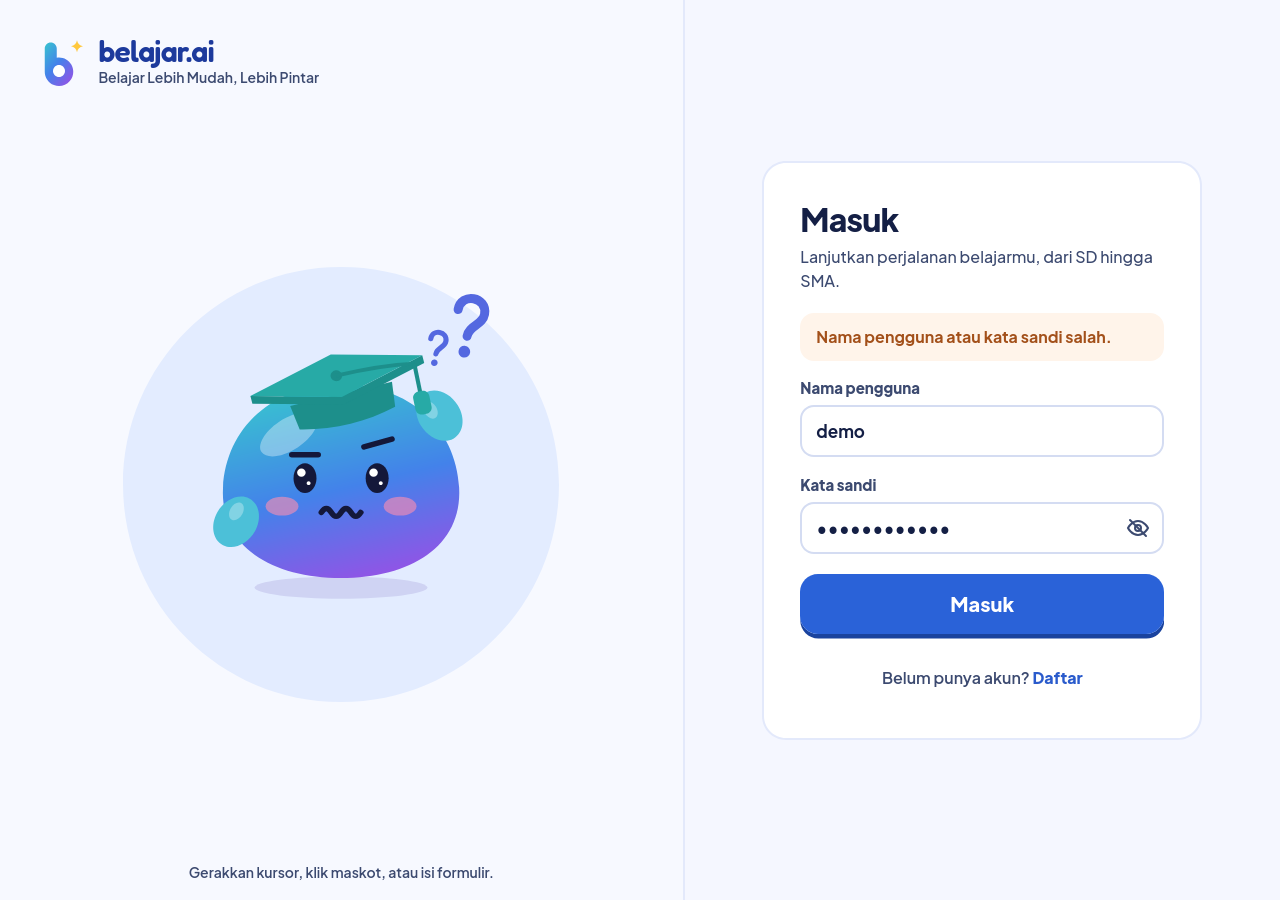 belajar.ai
Belajar Lebih Mudah, Lebih Pintar
??
Gerakkan kursor, klik maskot, atau isi formulir.
Masuk
Lanjutkan perjalanan belajarmu, dari SD hingga
SMA.
Nama pengguna atau kata sandi salah.
Nama pengguna
demo
Kata sandi
●●●●●●●●●●●●
Masuk
Belum punya akun? Daftar